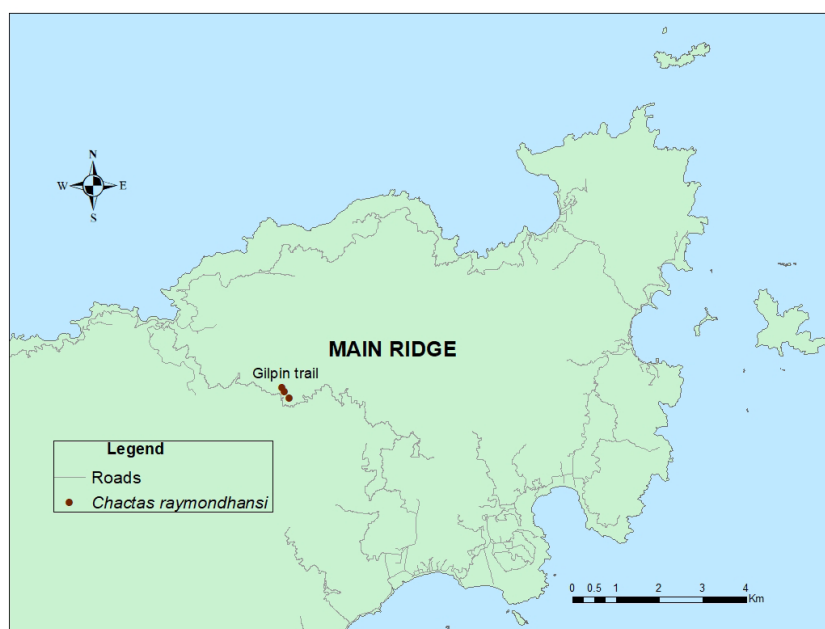 N
W E
S
MAIN RIDGE
Gilpin trail
Legend
Roads
Chactas raymondhansi
0 0.5 1 2 3 4
Km